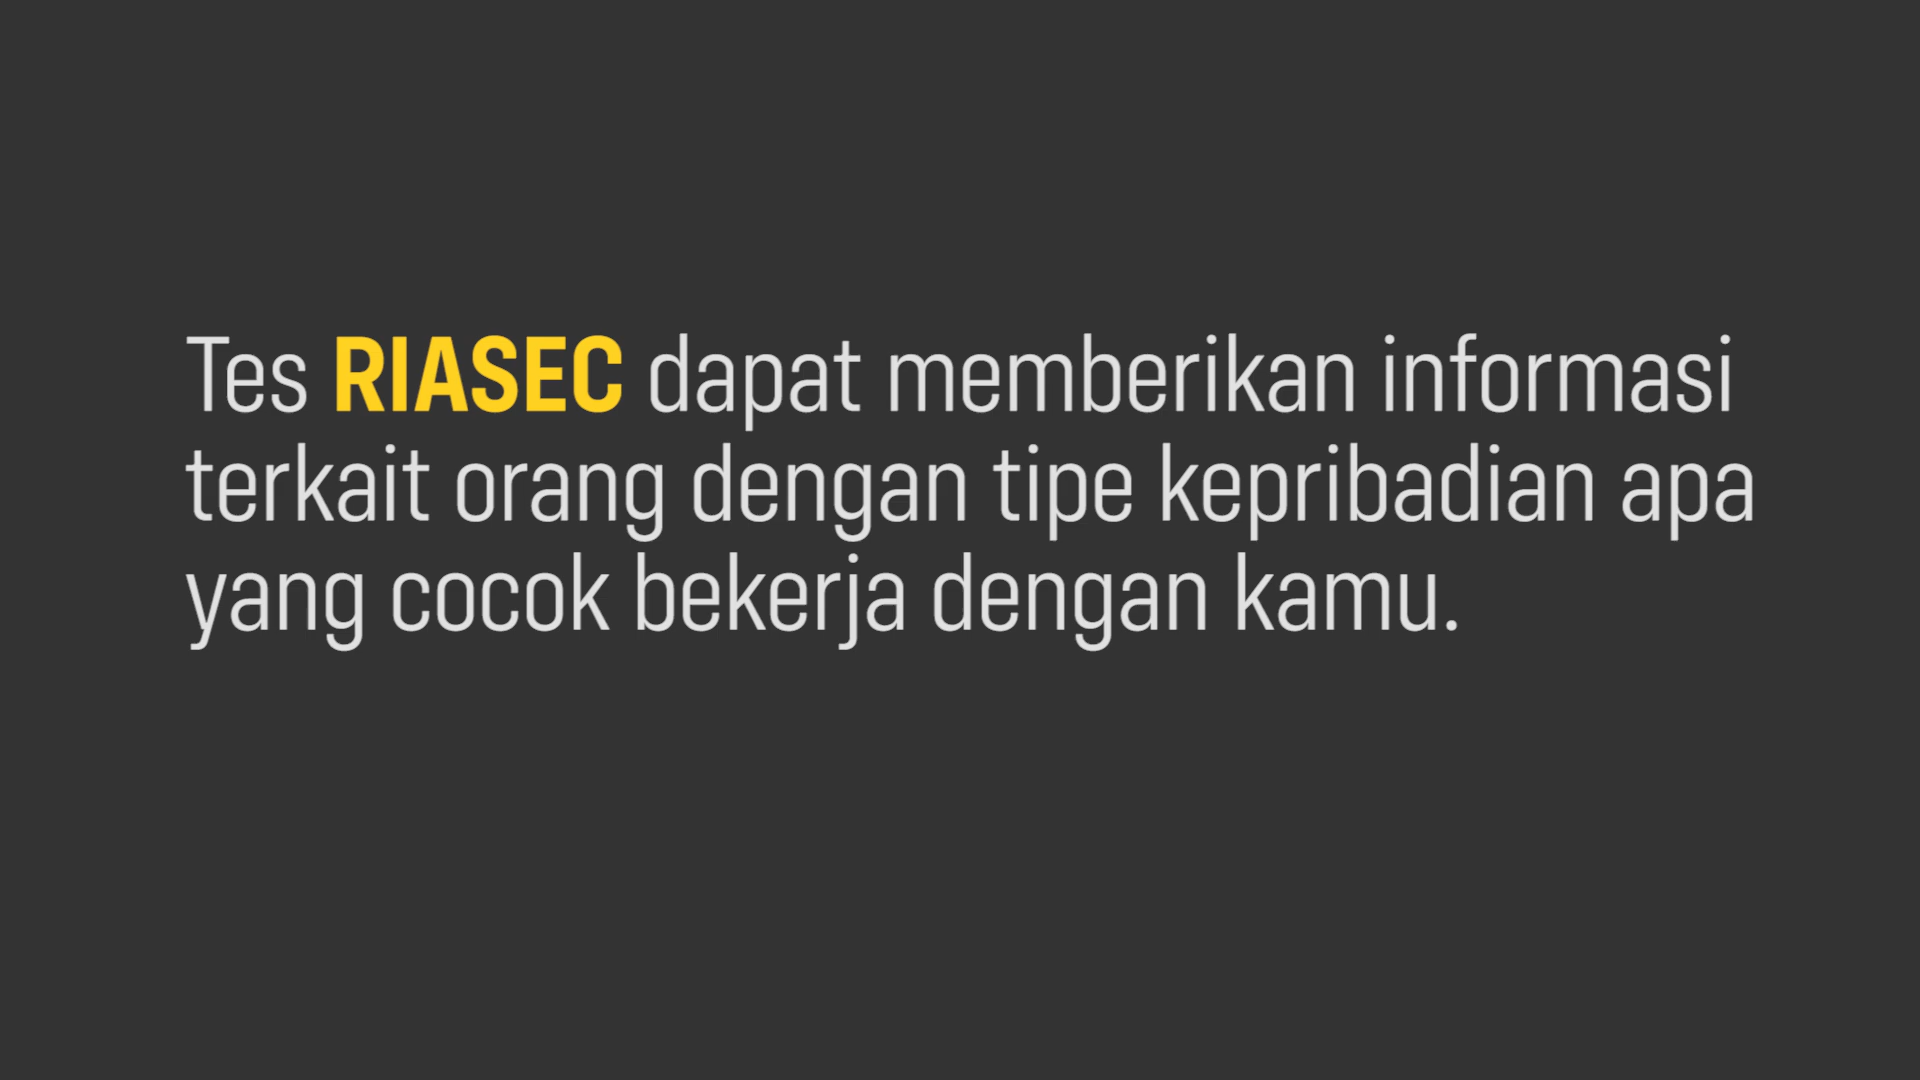 Tes RIASEC dapat memberikan informasi
terkait orang dengan tipe kepribadian apa
yang cocok bekerja dengan kamu.